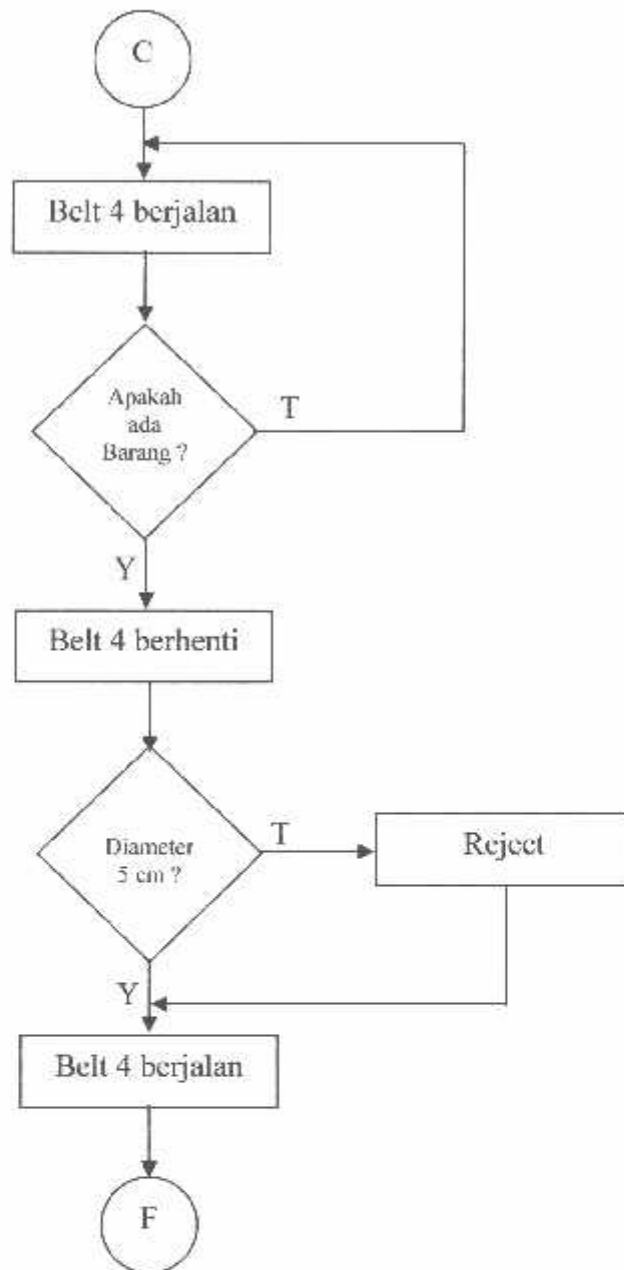 C
Belt 4 berjalan
Apakah
ada
Barang ?
T
Y
Belt 4 berhenti
Diameter
5 cm ?
T
Reject
Y
Belt 4 berjalan
F